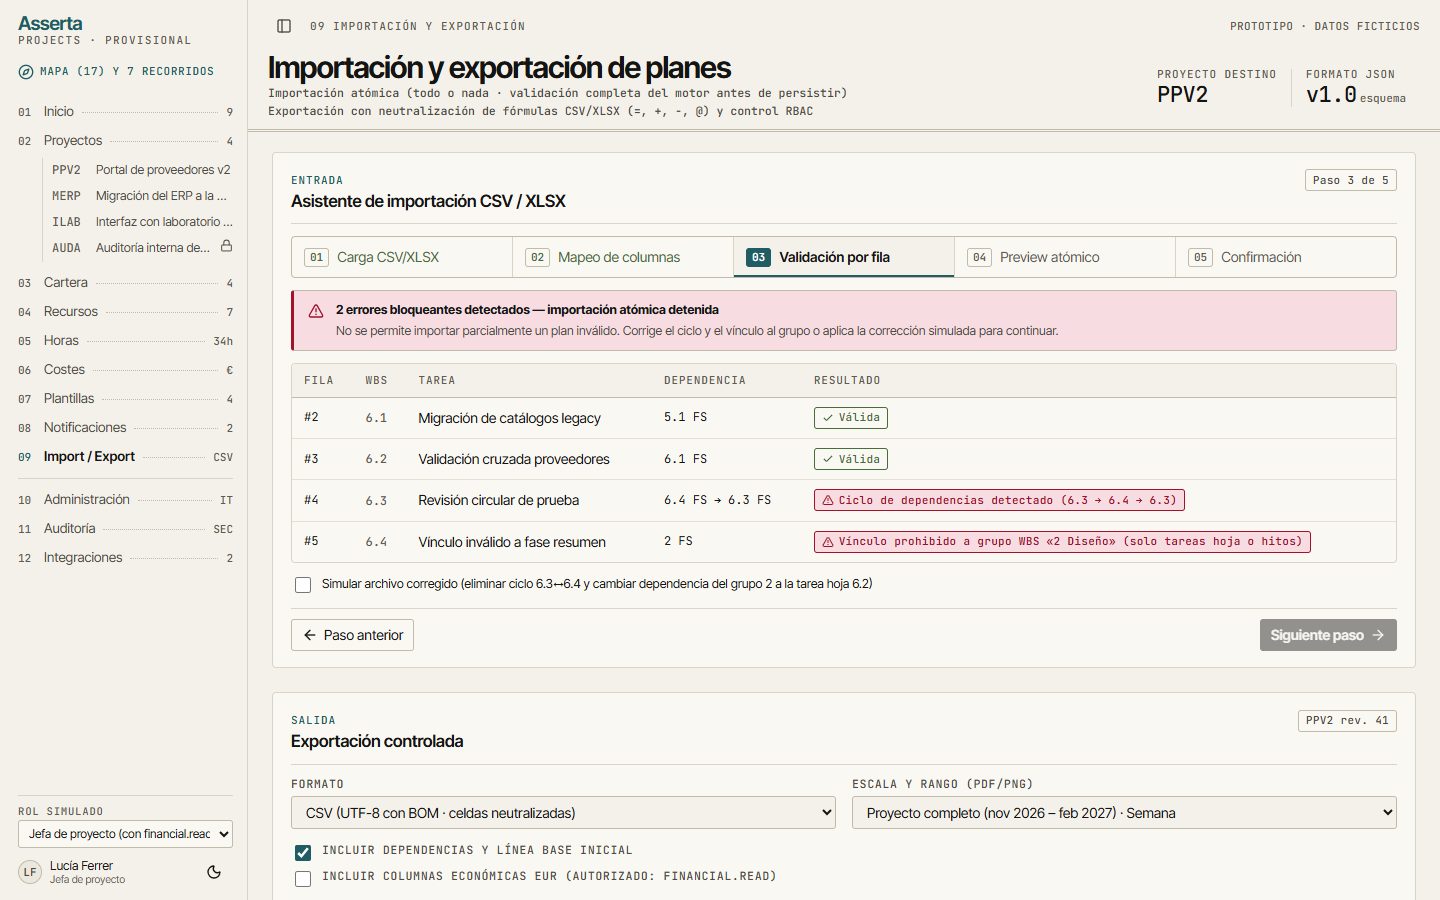 Asserta
PROJECTS · PROVISIONAL
MAPA (17) Y 7 RECORRIDOS
01 Inicio 9
02 Proyectos 4
PPV2 Portal de proveedores v2
MERP Migración del ERP a la ...
ILAB Interfaz con laboratorio ...
AUDA Auditoría interna de...
03 Cartera 4
04 Recursos 7
05 Horas 34h
06 Costes €
07 Plantillas 4
08 Notificaciones 2
09 Import / Export CSV
10 Administración IT
11 Auditoría SEC
12 Integraciones 2
ROL SIMULADO
Jefa de proyecto (con financial.read
LF Lucía Ferrer
Jefa de proyecto
09 IMPORTACIÓN Y EXPORTACIÓN
PROTOTIPO · DATOS FICTICIOS
Importación y exportación de planes
Importación atómica (todo o nada · validación completa del motor antes de persistir)
Exportación con neutralización de fórmulas CSV/XLSX (=, +, -, @) y control RBAC
PROYECTO DESTINO
PPV2
FORMATO JSON
v1.0 esquema
ENTRADA
Asistente de importación CSV / XLSX
Paso 3 de 5
01 Carga CSV/XLSX
02 Mapeo de columnas
03 Validación por fila
04 Preview atómico
05 Confirmación
2 errores bloqueantes detectados — importación atómica detenida
No se permite importar parcialmente un plan inválido. Corrige el ciclo y el vínculo al grupo o aplica la corrección simulada para continuar.
FILA WBS TAREA DEPENDENCIA RESULTADO
#2 6.1 Migración de catálogos legacy 5.1 FS Válida
#3 6.2 Validación cruzada proveedores 6.1 FS Válida
#4 6.3 Revisión circular de prueba 6.4 FS → 6.3 FS Ciclo de dependencias detectado (6.3 → 6.4 → 6.3)
#5 6.4 Vínculo inválido a fase resumen 2 FS Vínculo prohibido a grupo WBS «2 Diseño» (solo tareas hoja o hitos)
Simular archivo corregido (eliminar ciclo 6.3↔6.4 y cambiar dependencia del grupo 2 a la tarea hoja 6.2)
← Paso anterior
Siguiente paso →
SALIDA
Exportación controlada
PPV2 rev. 41
FORMATO
CSV (UTF-8 con BOM · celdas neutralizadas)
ESCALA Y RANGO (PDF/PNG)
Proyecto completo (nov 2026 – feb 2027) · Semana
INCLUIR DEPENDENCIAS Y LÍNEA BASE INICIAL
INCLUIR COLUMNAS ECONÓMICAS EUR (AUTORIZADO: FINANCIAL.READ)